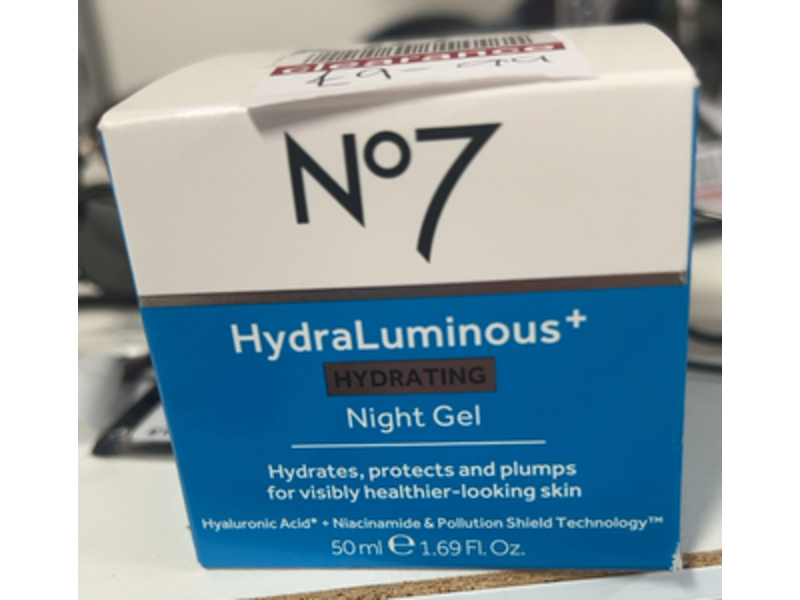 clearance
£9-99
No7
HydraLuminous+
HYDRATING
Night Gel
Hydrates, protects and plumps
for visibly healthier-looking skin
Hyaluronic Acid* + Niacinamide & Pollution Shield Technology™
50 ml ℮ 1.69 Fl. Oz.